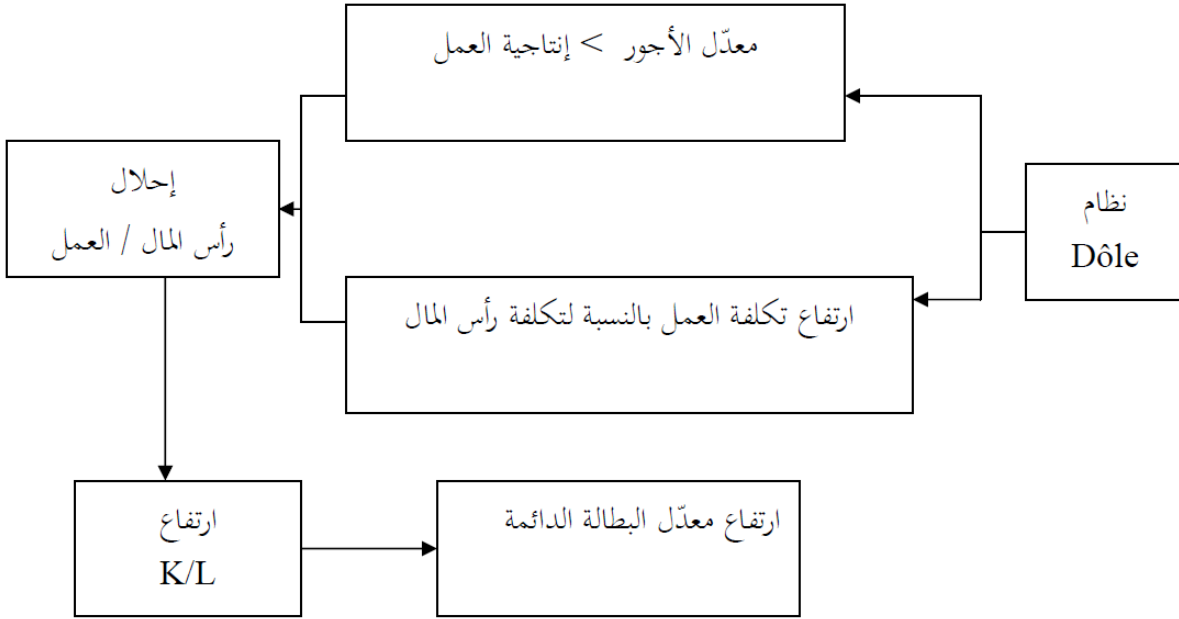 معدّل الأجور > إنتاجية العمل
نظام
Dôle
إحلال
رأس المال / العمل
ارتفاع تكلفة العمل بالنسبة لتكلفة رأس المال
ارتفاع
K/L
ارتفاع معدّل البطالة الدائمة